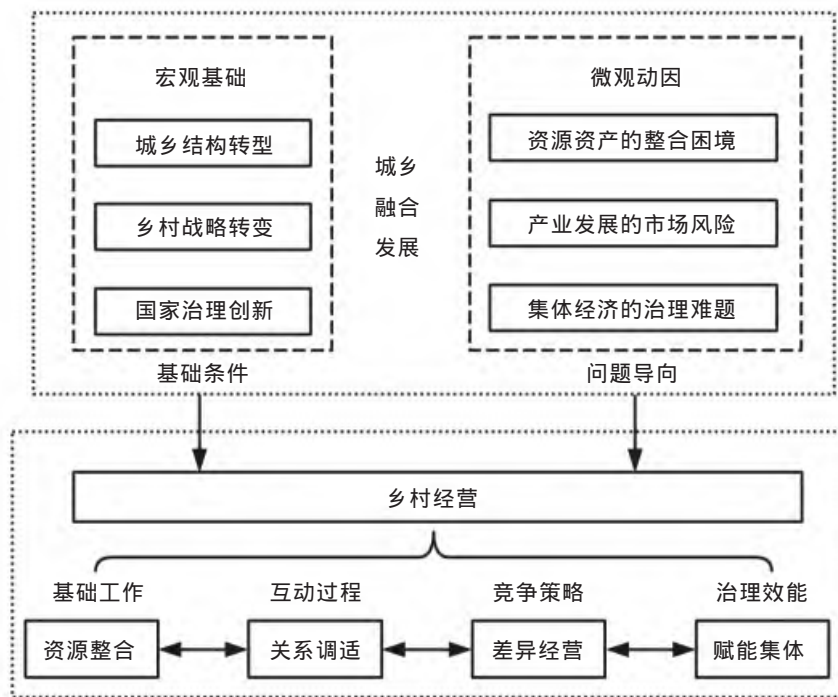 宏观基础
城乡结构转型
乡村战略转变
国家治理创新
基础条件
城乡
融合
发展
微观动因
资源资产的整合困境
产业发展的市场风险
集体经济的治理难题
问题导向
乡村经营
基础工作
互动过程
竞争策略
治理效能
资源整合
关系调适
差异经营
赋能集体